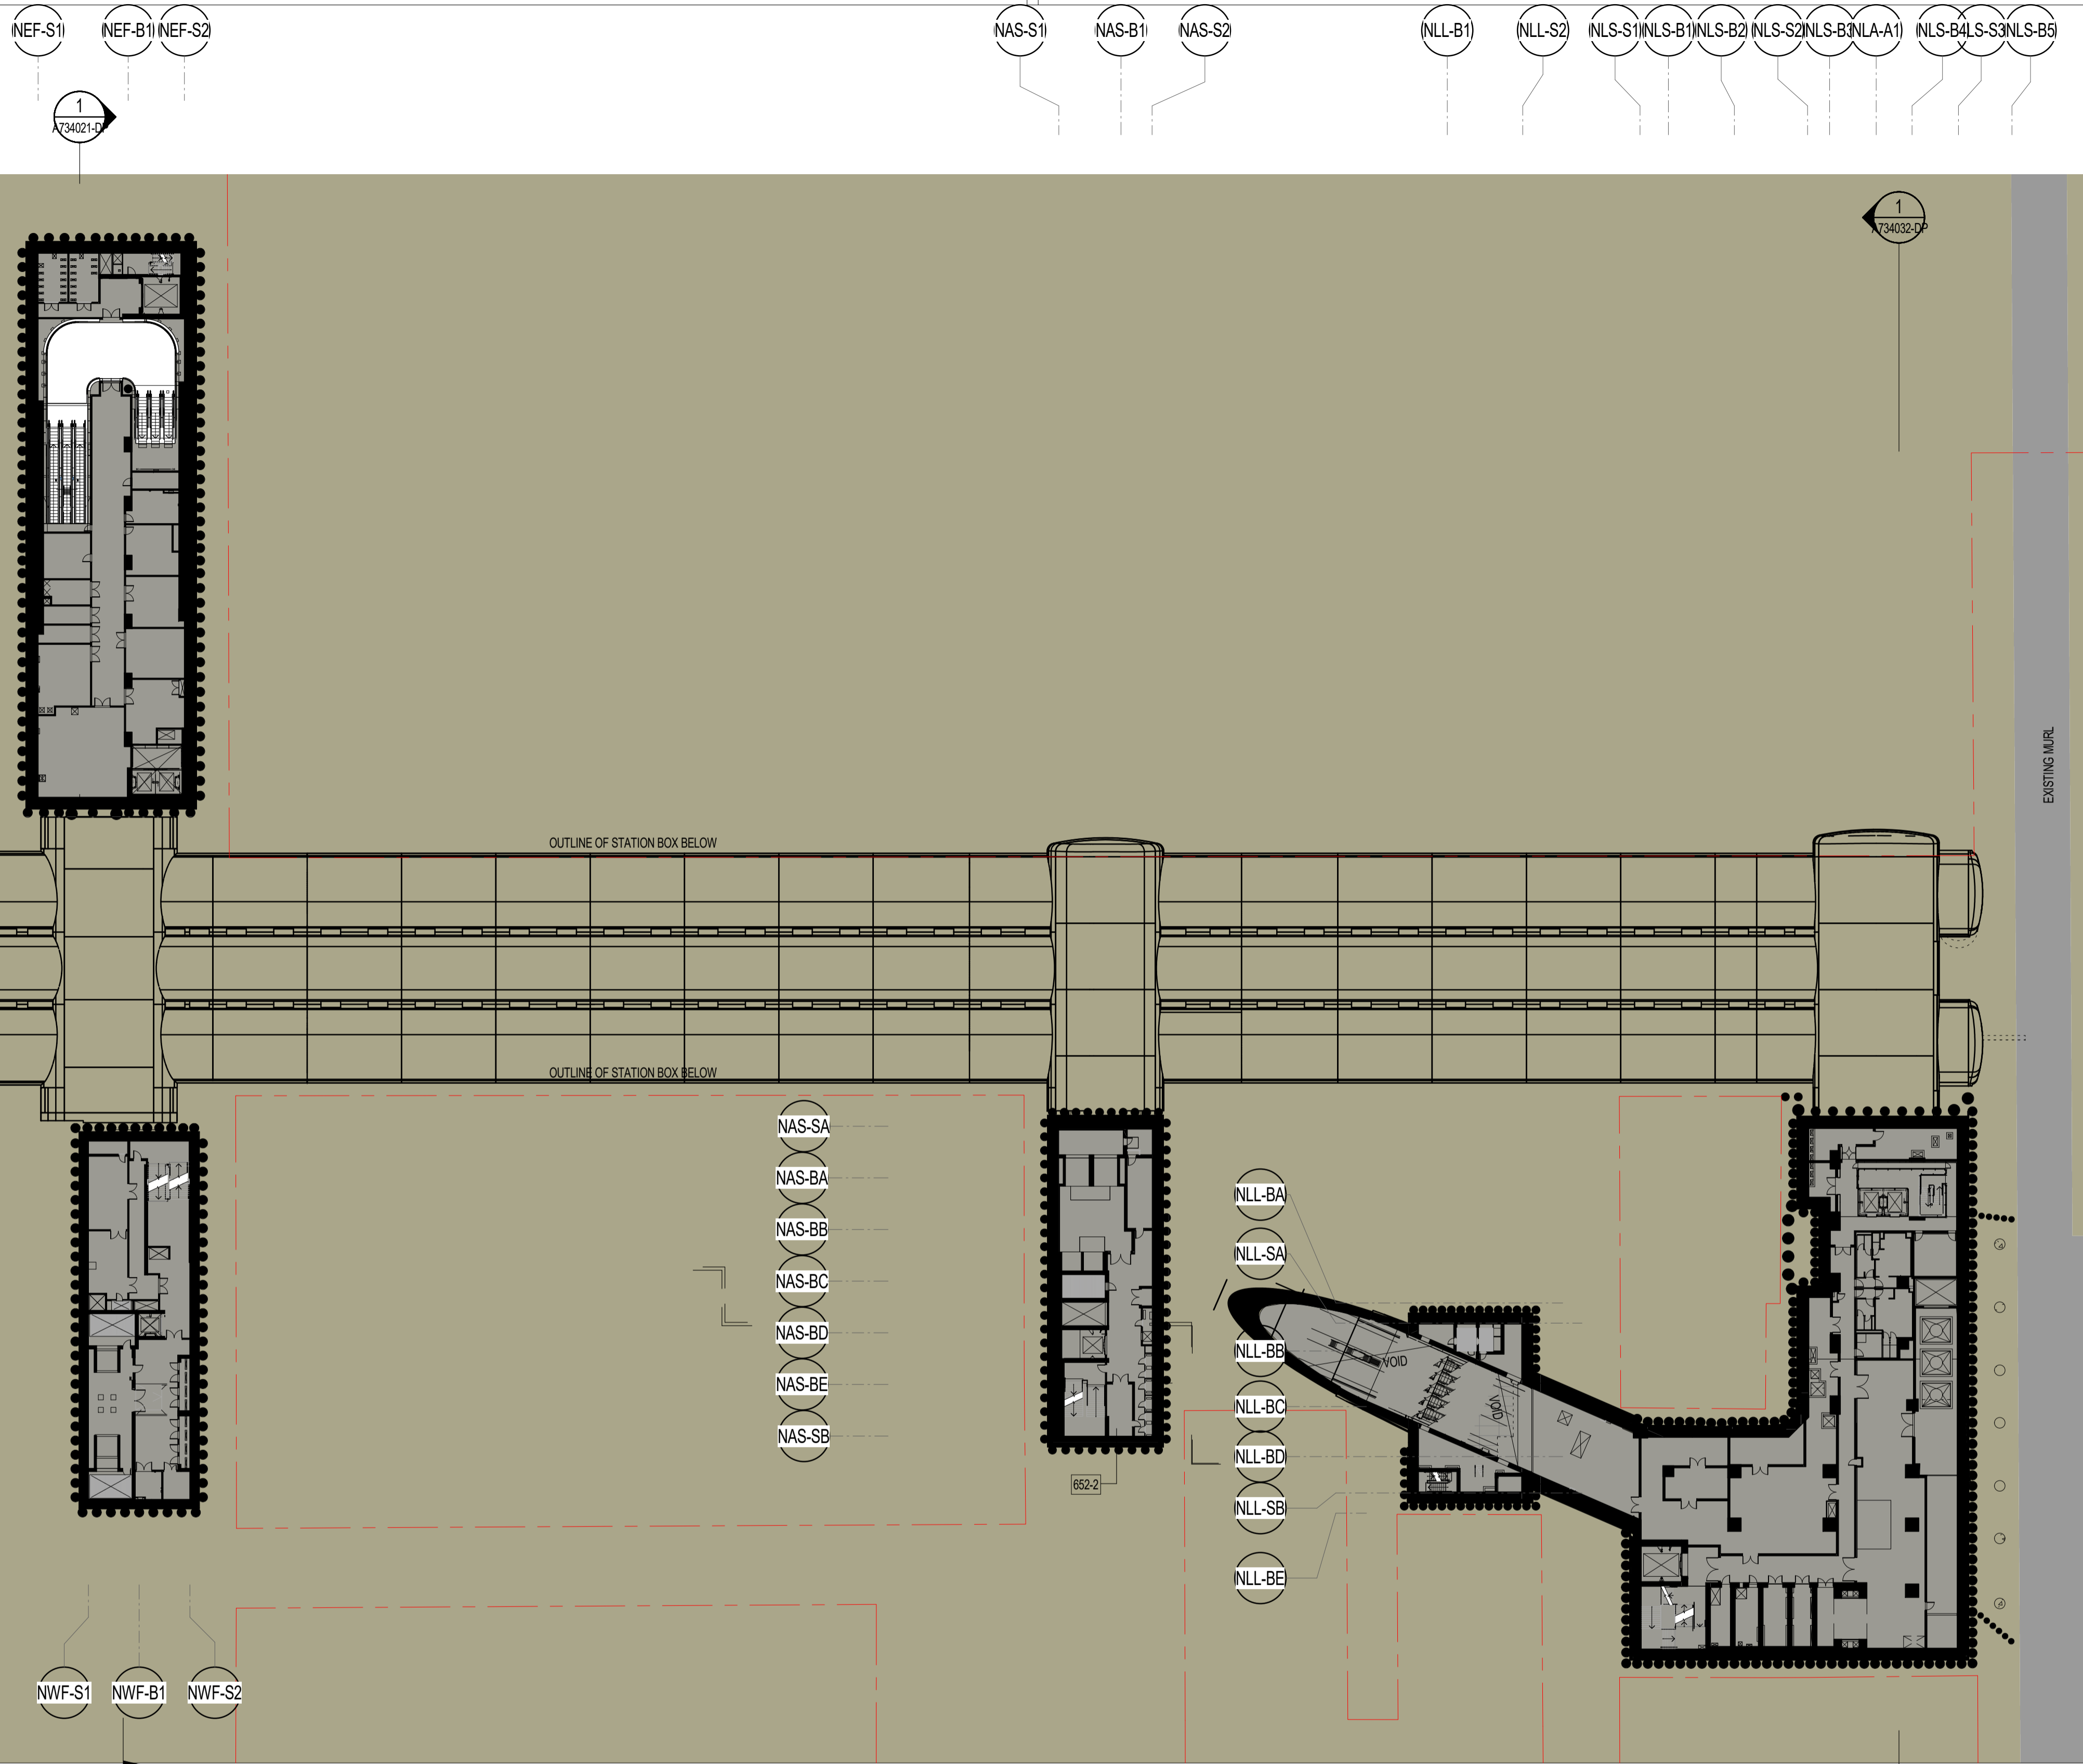 NEF-S1
NEF-B1
NEF-S2
NAS-S1
NAS-B1
NAS-S2
NLL-B1
NLL-S2
NLS-S1
NLS-B1
NLS-B2
NLS-S2
NLS-B3
NLA-A1
NLS-B4
LS-S3
NLS-B5
1
A734021-DP
1
A734032-DP
EXISTING MURL
OUTLINE OF STATION BOX BELOW
OUTLINE OF STATION BOX BELOW
NAS-SA
NAS-BA
NAS-BB
NAS-BC
NAS-BD
NAS-BE
NAS-SB
NLL-BA
NLL-SA
NLL-BB
NLL-BC
NLL-BD
NLL-SB
NLL-BE
VOID
VOID
652-2
NWF-S1
NWF-B1
NWF-S2